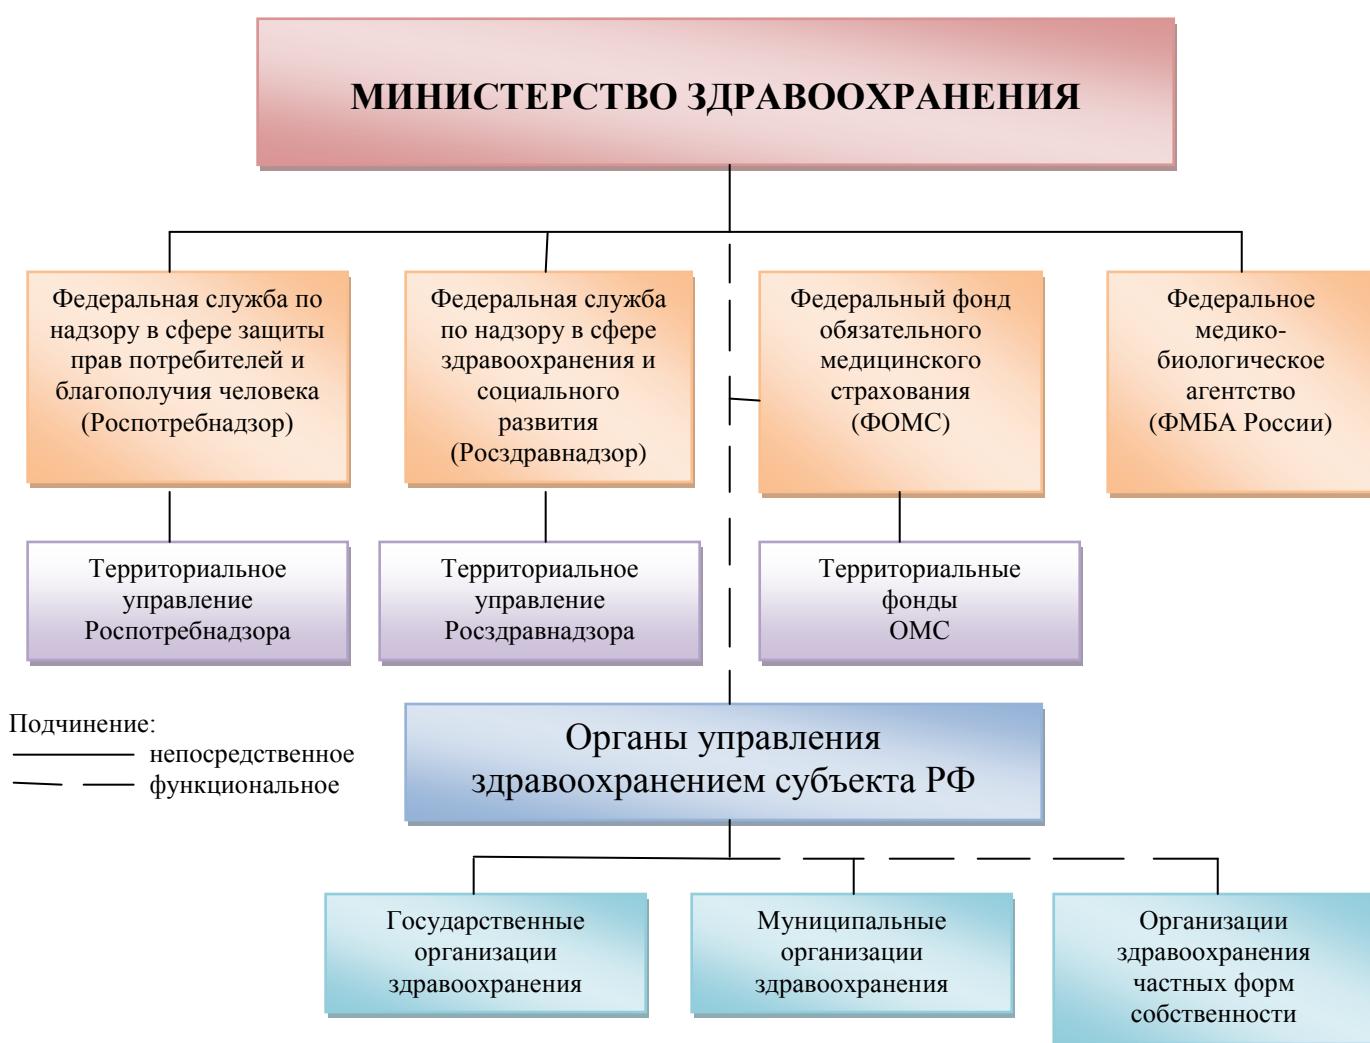 МИНИСТЕРСТВО ЗДРАВООХРАНЕНИЯ
Федеральная служба по
надзору в сфере защиты
прав потребителей и
благополучия человека
(Роспотребнадзор)
Федеральная служба
по надзору в сфере
здравоохранения и
социального
развития
(Росздравнадзор)
Федеральный фонд
обязательного
медицинского
страхования
(ФОМС)
Федеральное
медико-
биологическое
агентство
(ФМБА России)
Территориальное
управление
Роспотребнадзора
Территориальное
управление
Росздравнадзора
Территориальные
фонды
ОМС
Подчинение:
непосредственное
функциональное
Органы управления
здравоохранением субъекта РФ
Государственные
организации
здравоохранения
Муниципальные
организации
здравоохранения
Организации
здравоохранения
частных форм
собственности